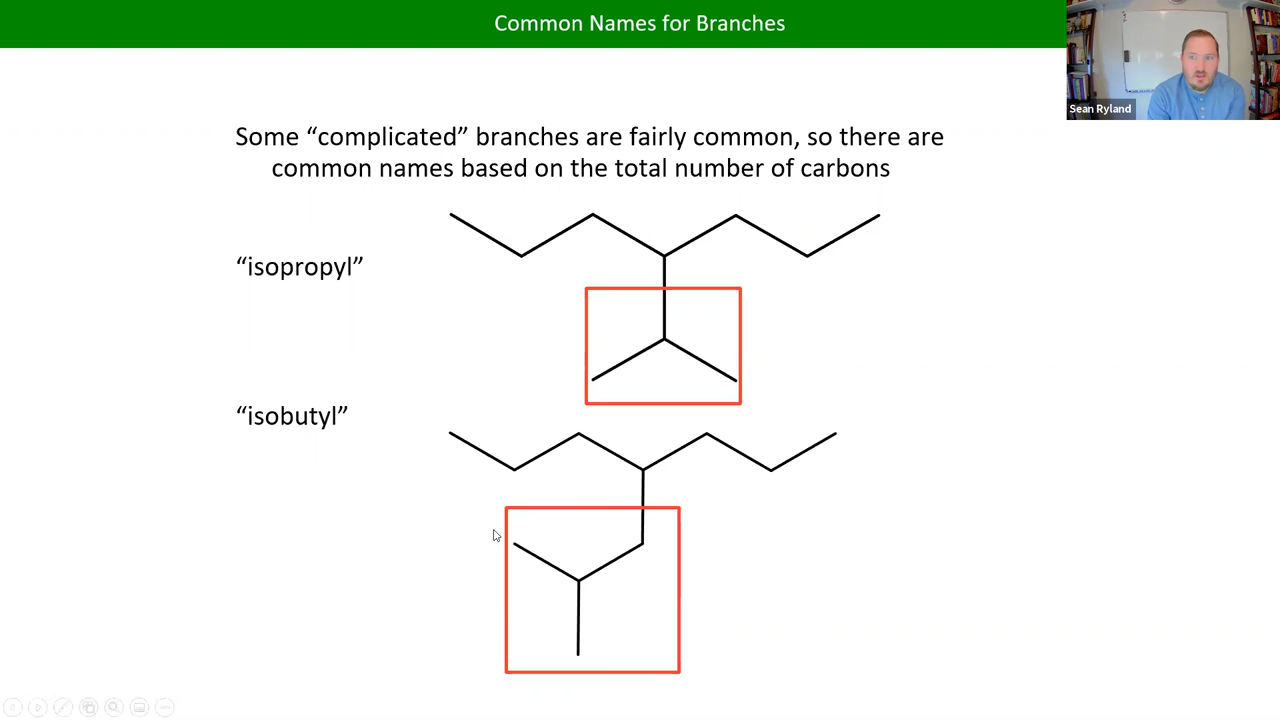 Common Names for Branches
Sean Ryland
Some “complicated” branches are fairly common, so there are
common names based on the total number of carbons
“isopropyl”
“isobutyl”